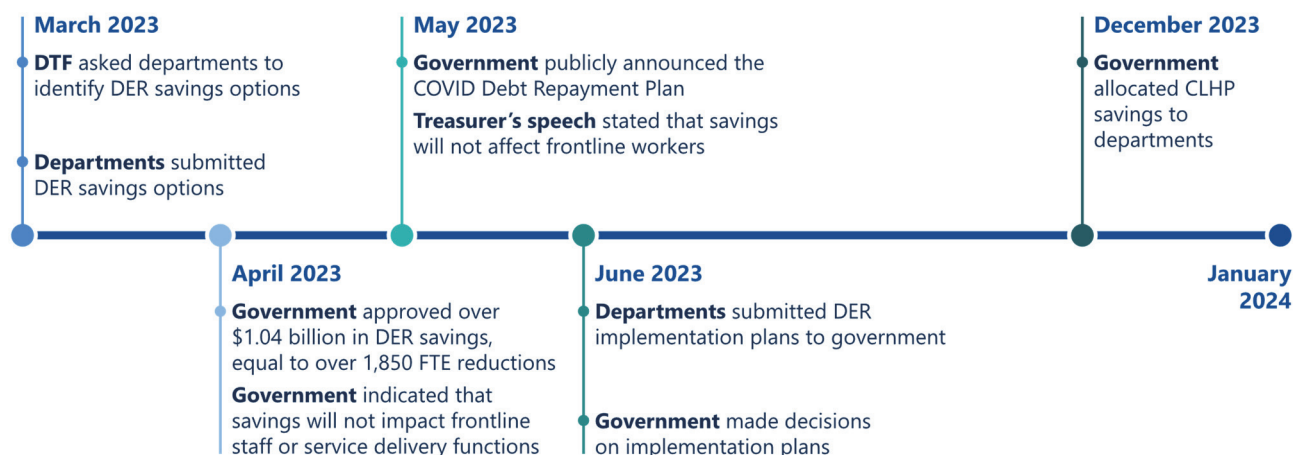 March 2023
DTF asked departments to
identify DER savings options
Departments submitted
DER savings options
May 2023
Government publicly announced the
COVID Debt Repayment Plan
Treasurer’s speech stated that savings
will not affect frontline workers
December 2023
Government
allocated CLHP
savings to
departments
April 2023
Government approved over
$1.04 billion in DER savings,
equal to over 1,850 FTE reductions
Government indicated that
savings will not impact frontline
staff or service delivery functions
June 2023
Departments submitted DER
implementation plans to government
Government made decisions
on implementation plans
January
2024